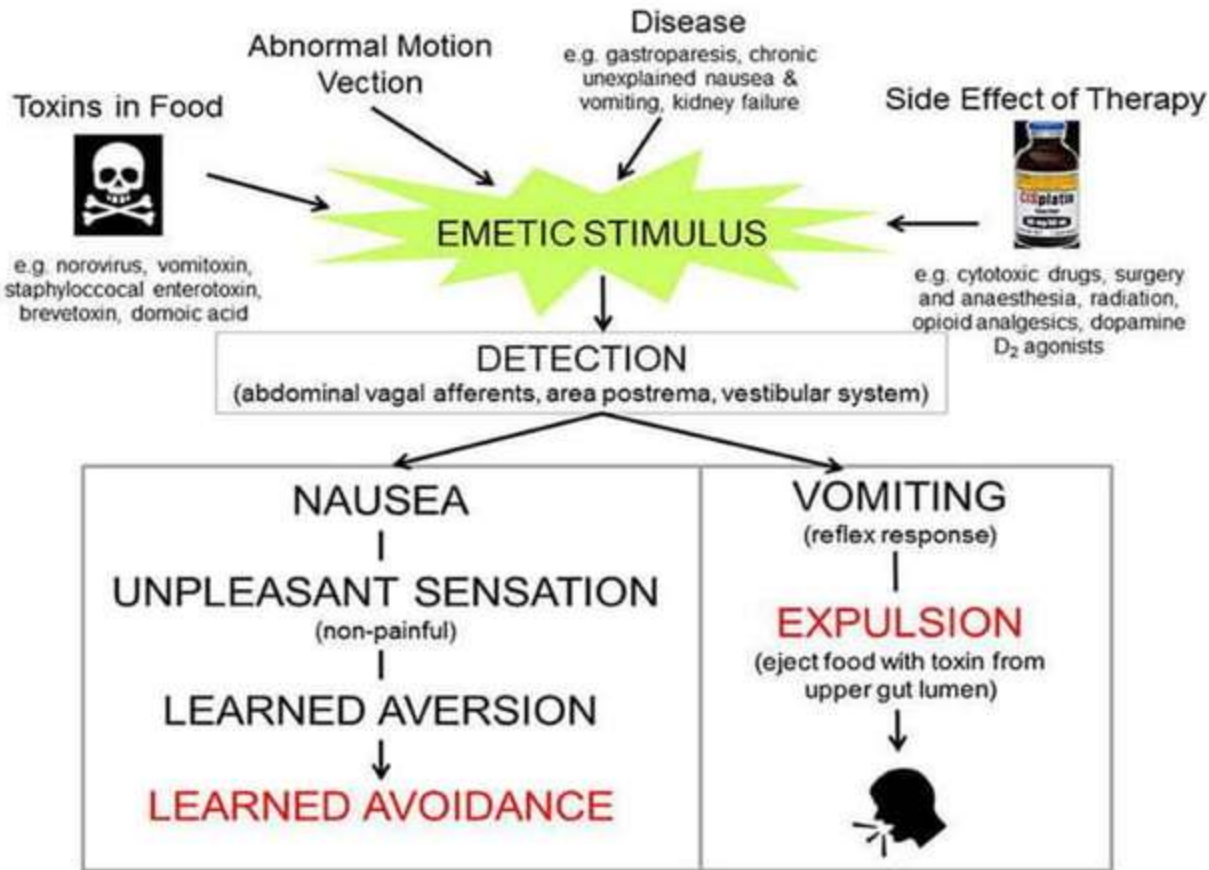 Disease
e.g. gastroparesis, chronic
unexplained nausea &
vomiting, kidney failure
Abnormal Motion
Vection
Toxins in Food
Side Effect of Therapy
CISplatin
EMETIC STIMULUS
e.g. norovirus, vomitoxin,
staphyloccocal enterotoxin,
brevetoxin, domoic acid
e.g. cytotoxic drugs, surgery
and anaesthesia, radiation,
opioid analgesics, dopamine
D₂ agonists
DETECTION
(abdominal vagal afferents, area postrema, vestibular system)
NAUSEA
UNPLEASANT SENSATION
(non-painful)
LEARNED AVERSION
LEARNED AVOIDANCE
VOMITING
(reflex response)
EXPULSION
(eject food with toxin from
upper gut lumen)